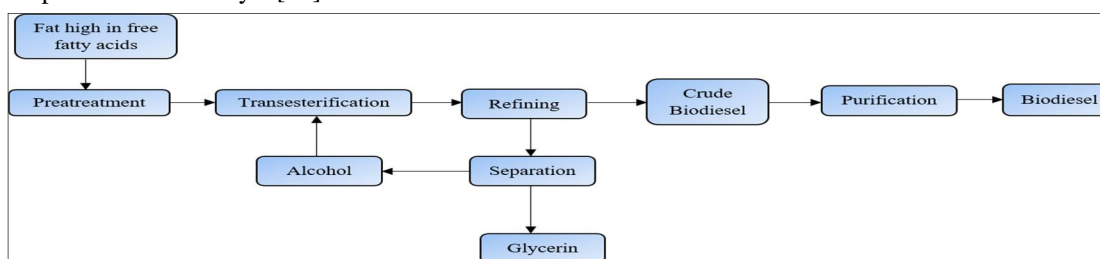 Fat high in free
fatty acids
Preatreatment
Transesterification
Refining
Crude
Biodiesel
Purification
Biodiesel
Alcohol
Separation
Glycerin